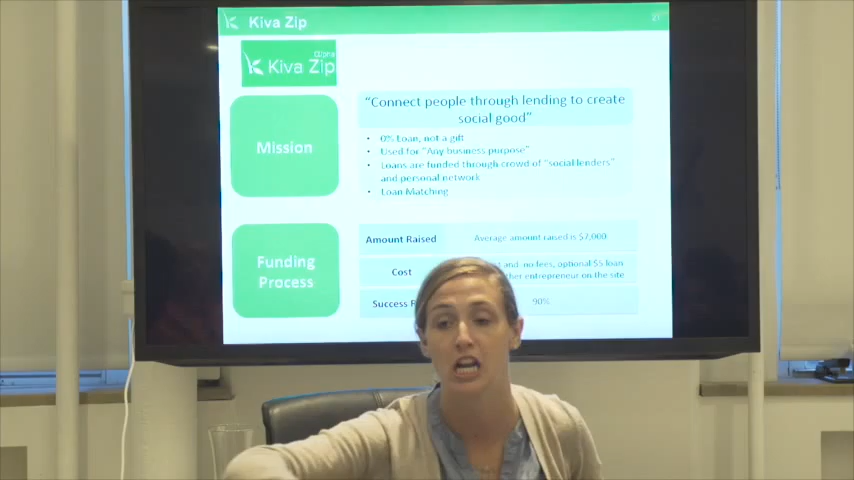 Kiva Zip
Kiva Zip
Mission
"Connect people through lending to create
social good"
• 0% Loan, not a gift
• Used for "Any business purpose"
• Loans are funded through crowd of "social lenders"
and personal network
• Loan Matching
Funding
Process
Amount Raised
Average amount raised is $7,000
Cost
and no fees, optional $5 loan
entrepreneur on the site
Success
90%